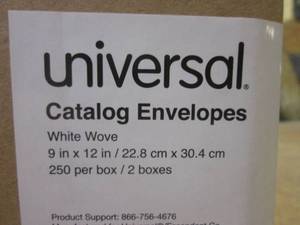 universal®
Catalog Envelopes
White Wove
9 in x 12 in / 22.8 cm x 30.4 cm
250 per box / 2 boxes
Product Support: 866-756-4676